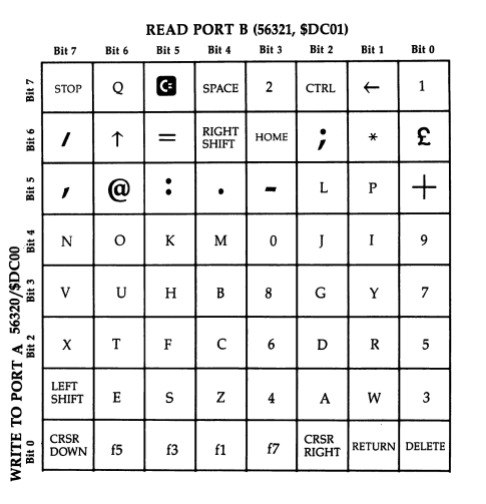 READ PORT B (56321, $DC01)
Bit 7 Bit 6 Bit 5 Bit 4 Bit 3 Bit 2 Bit 1 Bit 0
WRITE TO PORT A 56320/$DC00
Bit 7 STOP Q C= SPACE 2 CTRL ← 1
Bit 6 / ↑ = RIGHT SHIFT HOME ; * £
Bit 5 , @ : . - L P +
Bit 4 N O K M 0 J I 9
Bit 3 V U H B 8 G Y 7
Bit 2 X T F C 6 D R 5
LEFT SHIFT E S Z 4 A W 3
Bit 0 CRSR DOWN f5 f3 f1 f7 CRSR RIGHT RETURN DELETE